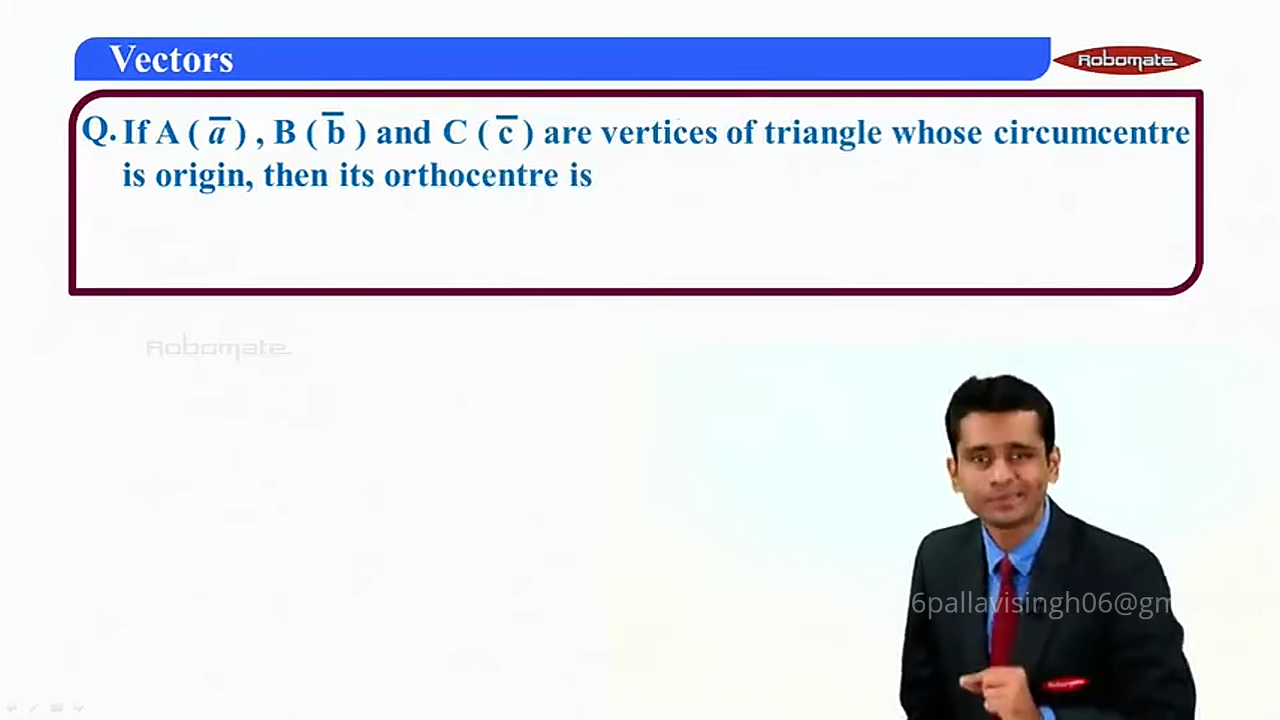 Vectors
Robomate
Q. If A ( a̅ ) , B ( b̅ ) and C ( c̅ ) are vertices of triangle whose circumcentre
is origin, then its orthocentre is
Robomate
6pallavisingh06@gm
Robomate